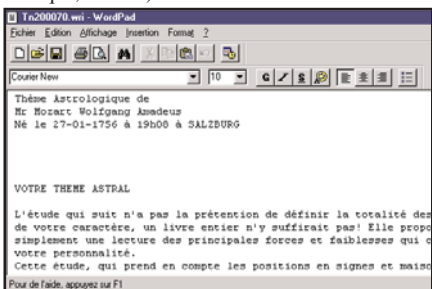 Tn200070.wri - WordPad
Fichier Edition Affichage Insertion Format ?
Courier New 10 G I S
Thème Astrologique de
Mr Mozart Wolfgang Amadeus
Né le 27-01-1756 à 19h08 à SALZBURG
VOTRE THEME ASTRAL
L'étude qui suit n'a pas la prétention de définir la totalité des
de votre caractère, un livre entier n'y suffirait pas! Elle propo
simplement une lecture des principales forces et faiblesses qui c
votre personnalité.
Cette étude, qui prend en compte les positions en signes et maiso
Pour de l'aide, appuyez sur F1